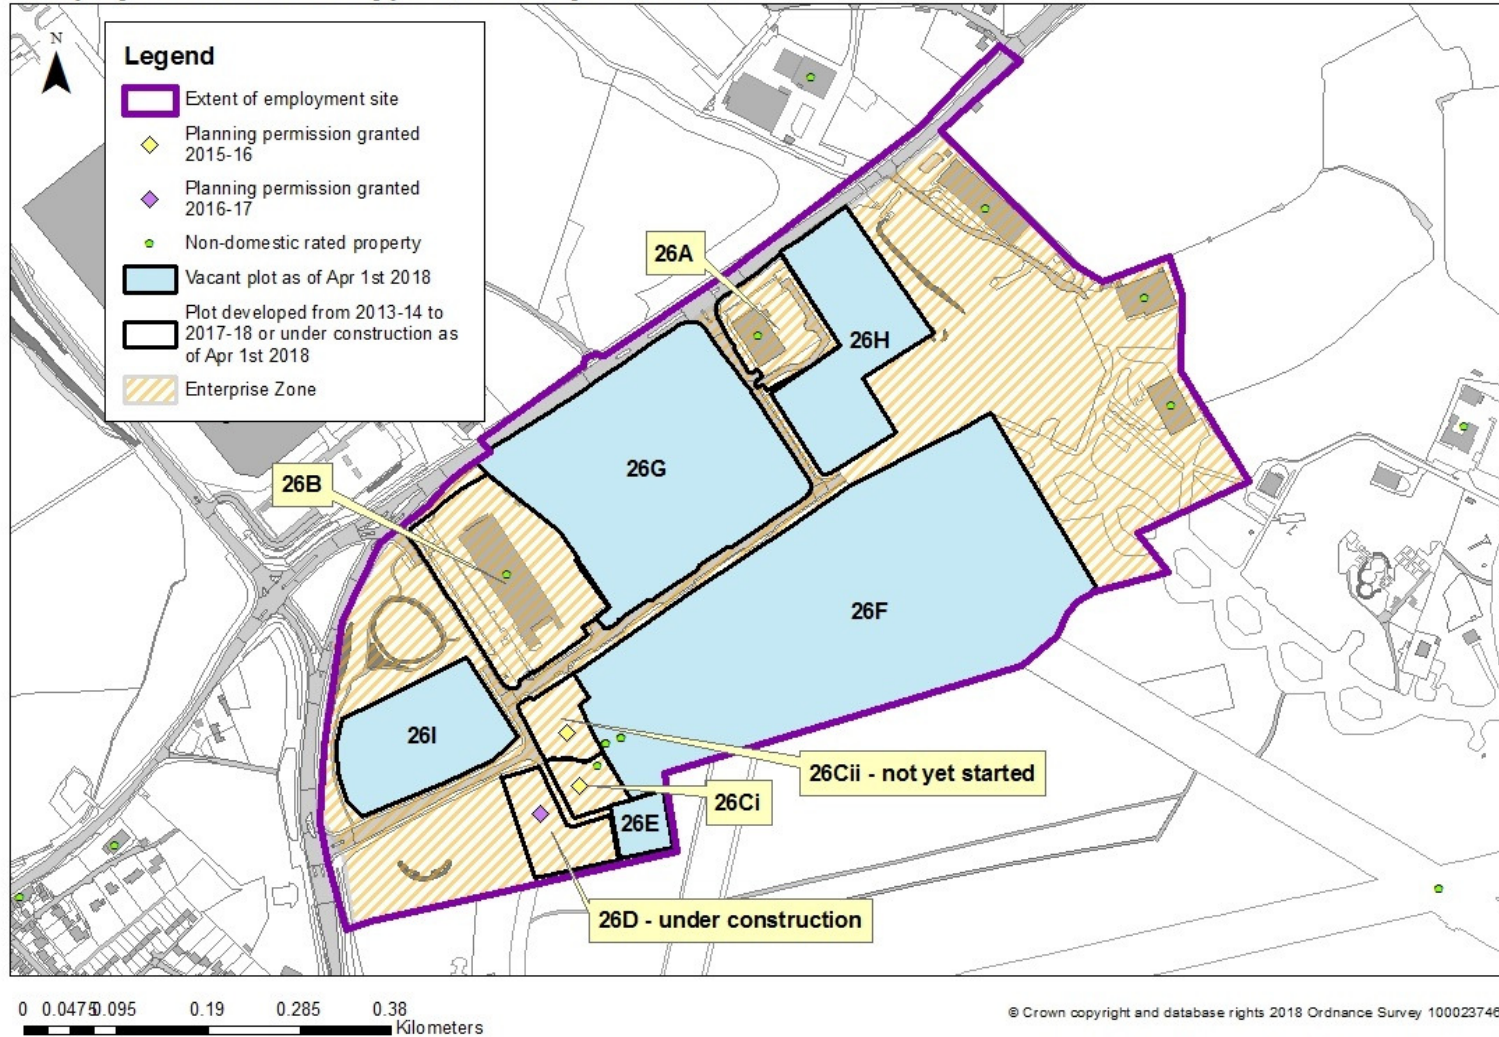 N
Legend
Extent of employment site
Planning permission granted
2015-16
Planning permission granted
2016-17
Non-domestic rated property
Vacant plot as of Apr 1st 2018
Plot developed from 2013-14 to
2017-18 or under construction as
of Apr 1st 2018
Enterprise Zone
26A
26H
26G
26B
26F
26I
26Cii - not yet started
26Ci
26E
26D - under construction
0 0.0475 0.095 0.19 0.285 0.38
Kilometers
© Crown copyright and database rights 2018 Ordnance Survey 100023746